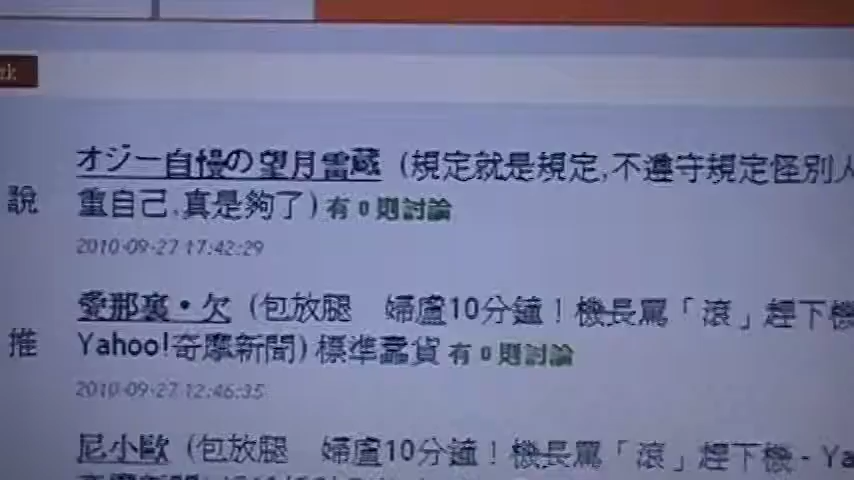 rk
オジー自慢の望月雷蔵 (規定就是規定,不遵守規定怪別人
說 重自己,真是夠了) 有 0 則討論
2010-09-27 17:42:29
愛那裏·欠 (包放腿 婦盧10分鐘！機長罵「滾」趕下機
推 Yahoo!奇摩新聞) 標準蠢貨 有 0 則討論
2010-09-27 12:46:35
尼小歐 (包放腿 婦盧10分鐘！機長罵「滾」趕下機 - Ya